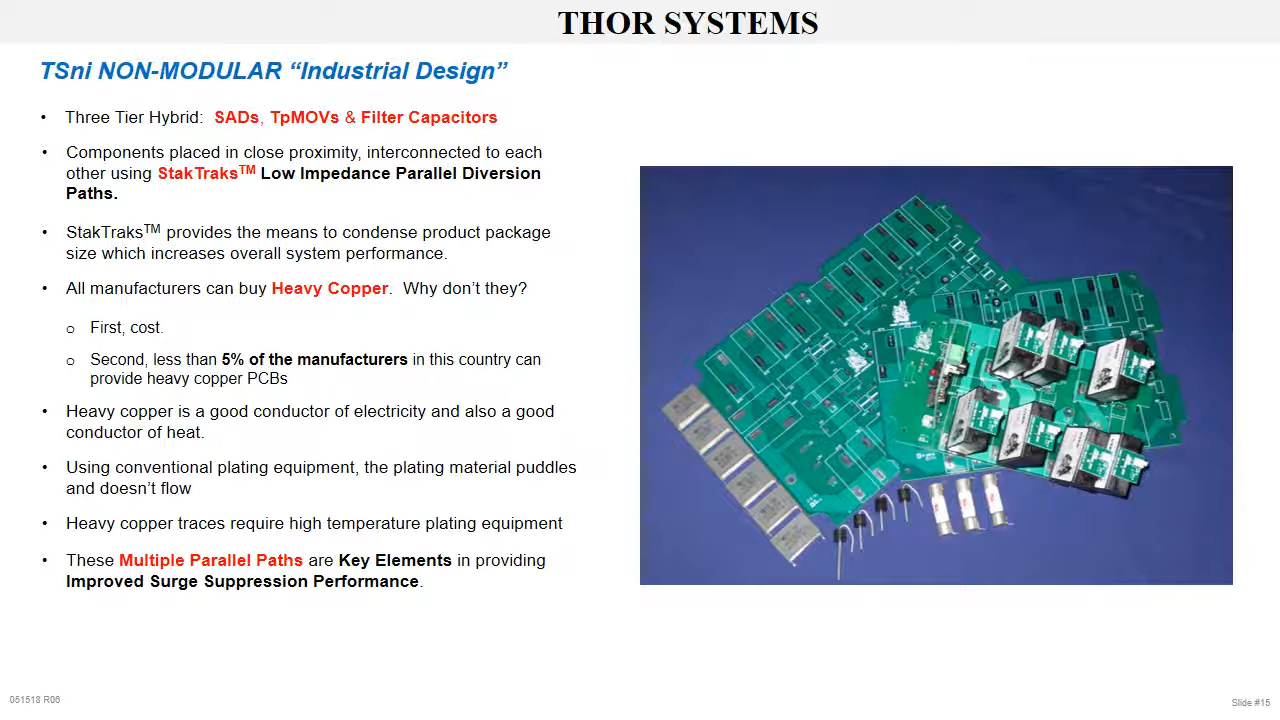 THOR SYSTEMS
TSni NON-MODULAR “Industrial Design”
• Three Tier Hybrid: SADs, TpMOVs & Filter Capacitors
• Components placed in close proximity, interconnected to each
other using StakTraks™ Low Impedance Parallel Diversion
Paths.
• StakTraks™ provides the means to condense product package
size which increases overall system performance.
• All manufacturers can buy Heavy Copper. Why don’t they?
o First, cost.
o Second, less than 5% of the manufacturers in this country can
provide heavy copper PCBs
• Heavy copper is a good conductor of electricity and also a good
conductor of heat.
• Using conventional plating equipment, the plating material puddles
and doesn’t flow
• Heavy copper traces require high temperature plating equipment
• These Multiple Parallel Paths are Key Elements in providing
Improved Surge Suppression Performance.
051518 R06
Slide #15